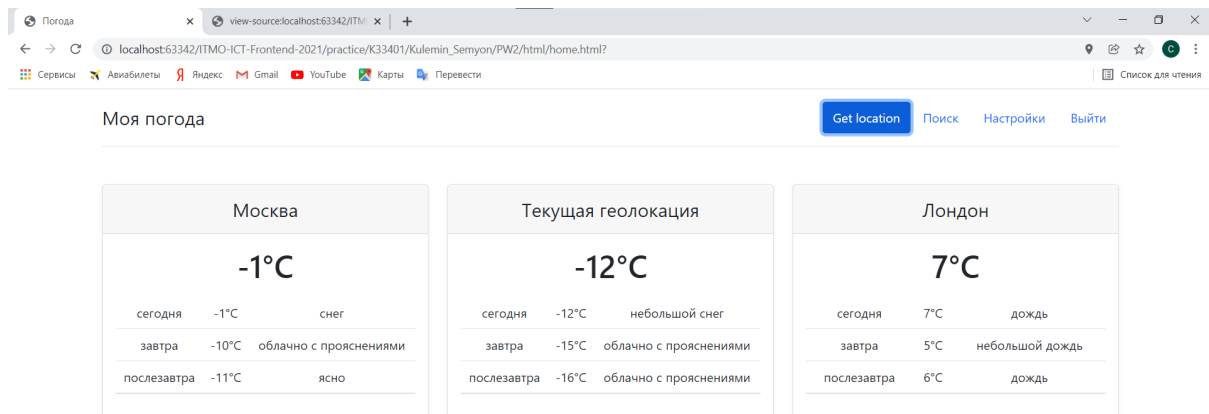 Погода
view-source:localhost:63342/ITM
localhost:63342/ITMO-ICT-Frontend-2021/practice/K33401/Kulemin_Semyon/PW2/html/home.html?
C
Сервисы Авиабилеты Яндекс Gmail YouTube Карты Перевести Список для чтения
Моя погода Get location Поиск Настройки Выйти
Москва
-1°C
сегодня -1°C снег
завтра -10°C облачно с прояснениями
послезавтра -11°C ясно
Текущая геолокация
-12°C
сегодня -12°C небольшой снег
завтра -15°C облачно с прояснениями
послезавтра -16°C облачно с прояснениями
Лондон
7°C
сегодня 7°C дождь
завтра 5°C небольшой дождь
послезавтра 6°C дождь